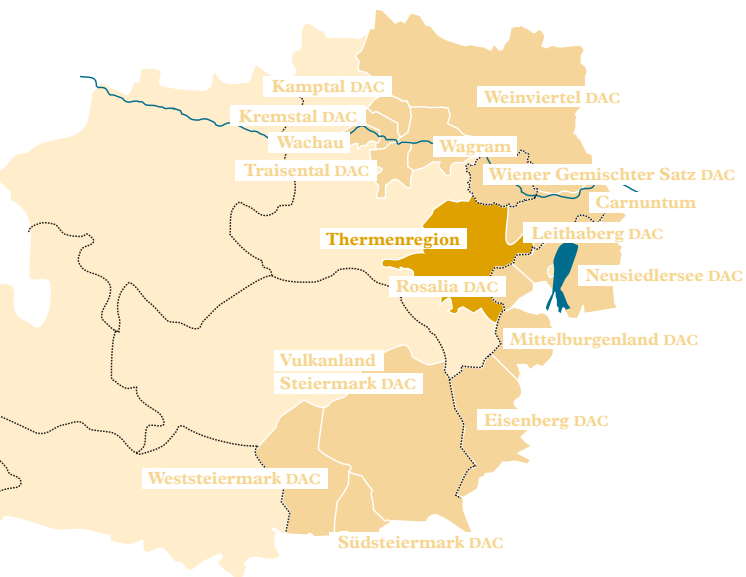 Kamptal DAC
Weinviertel DAC
Kremstal DAC
Wachau
Wagram
Traisental DAC
Wiener Gemischter Satz DAC
Carnuntum
Thermenregion
Leithaberg DAC
Neusiedlersee DAC
Rosalia DAC
Mittelburgenland DAC
Vulkanland
Steiermark DAC
Eisenberg DAC
Weststeiermark DAC
Südsteiermark DAC